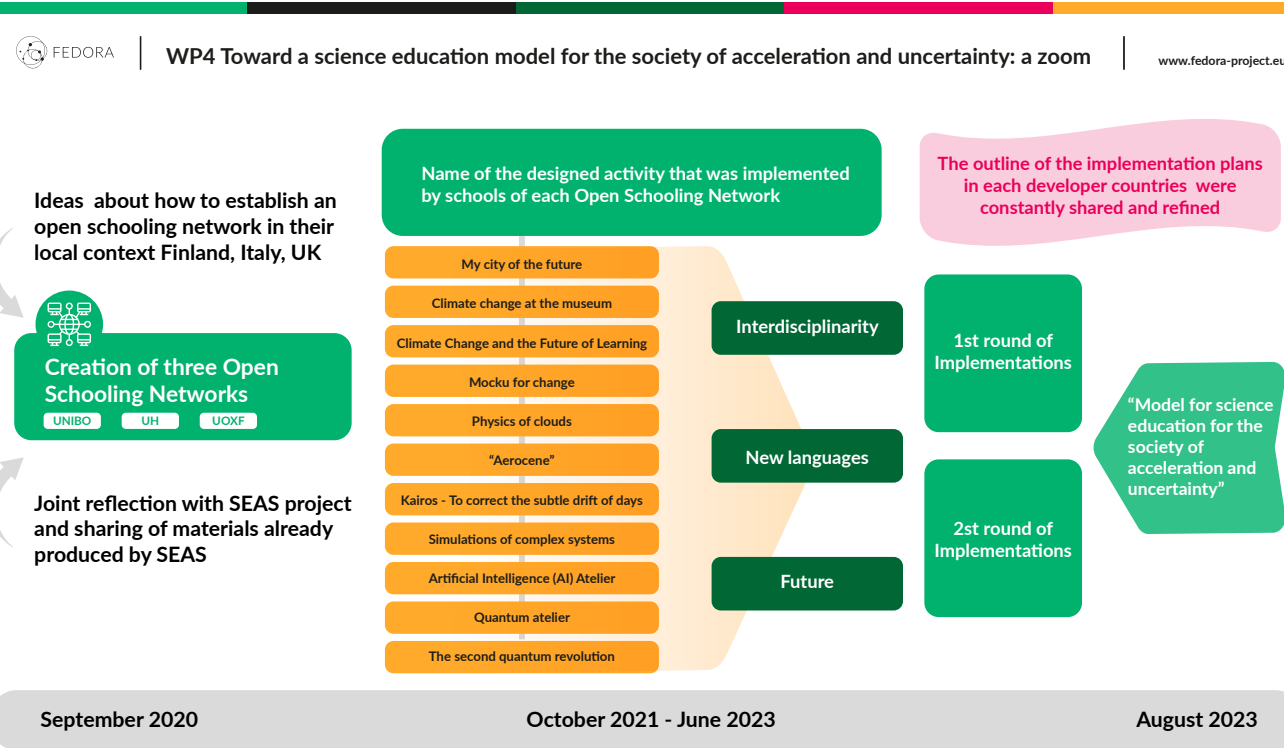 FEDORA
WP4 Toward a science education model for the society of acceleration and uncertainty: a zoom
www.fedora-project.eu
Ideas about how to establish an
open schooling network in their
local context Finland, Italy, UK
Creation of three Open
Schooling Networks
UNIBO
UH
UOXF
Joint reflection with SEAS project
and sharing of materials already
produced by SEAS
Name of the designed activity that was implemented
by schools of each Open Schooling Network
My city of the future
Climate change at the museum
Climate Change and the Future of Learning
Mocku for change
Physics of clouds
“Aerocene”
Kairos - To correct the subtle drift of days
Simulations of complex systems
Artificial Intelligence (AI) Atelier
Quantum atelier
The second quantum revolution
Interdisciplinarity
New languages
Future
The outline of the implementation plans
in each developer countries were
constantly shared and refined
1st round of
Implementations
2st round of
Implementations
“Model for science
education for the
society of
acceleration and
uncertainty”
September 2020
October 2021 - June 2023
August 2023